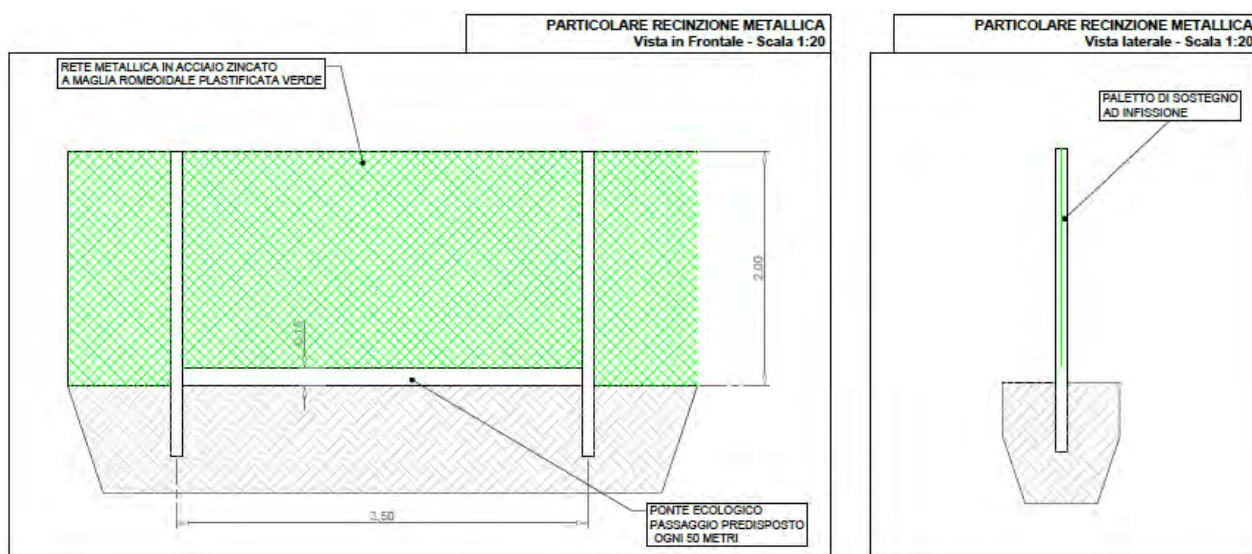 PARTICOLARE RECINZIONE METALLICA
Vista in Frontale - Scala 1:20
RETE METALLICA IN ACCIAIO ZINCATO
A MAGLIA ROMBOIDALE PLASTIFICATA VERDE
2.00
0.15
3.50
PONTE ECOLOGICO
PASSAGGIO PREDISPOSTO
OGNI 50 METRI
PARTICOLARE RECINZIONE METALLICA
Vista laterale - Scala 1:20
PALETTO DI SOSTEGNO
AD INFISSIONE